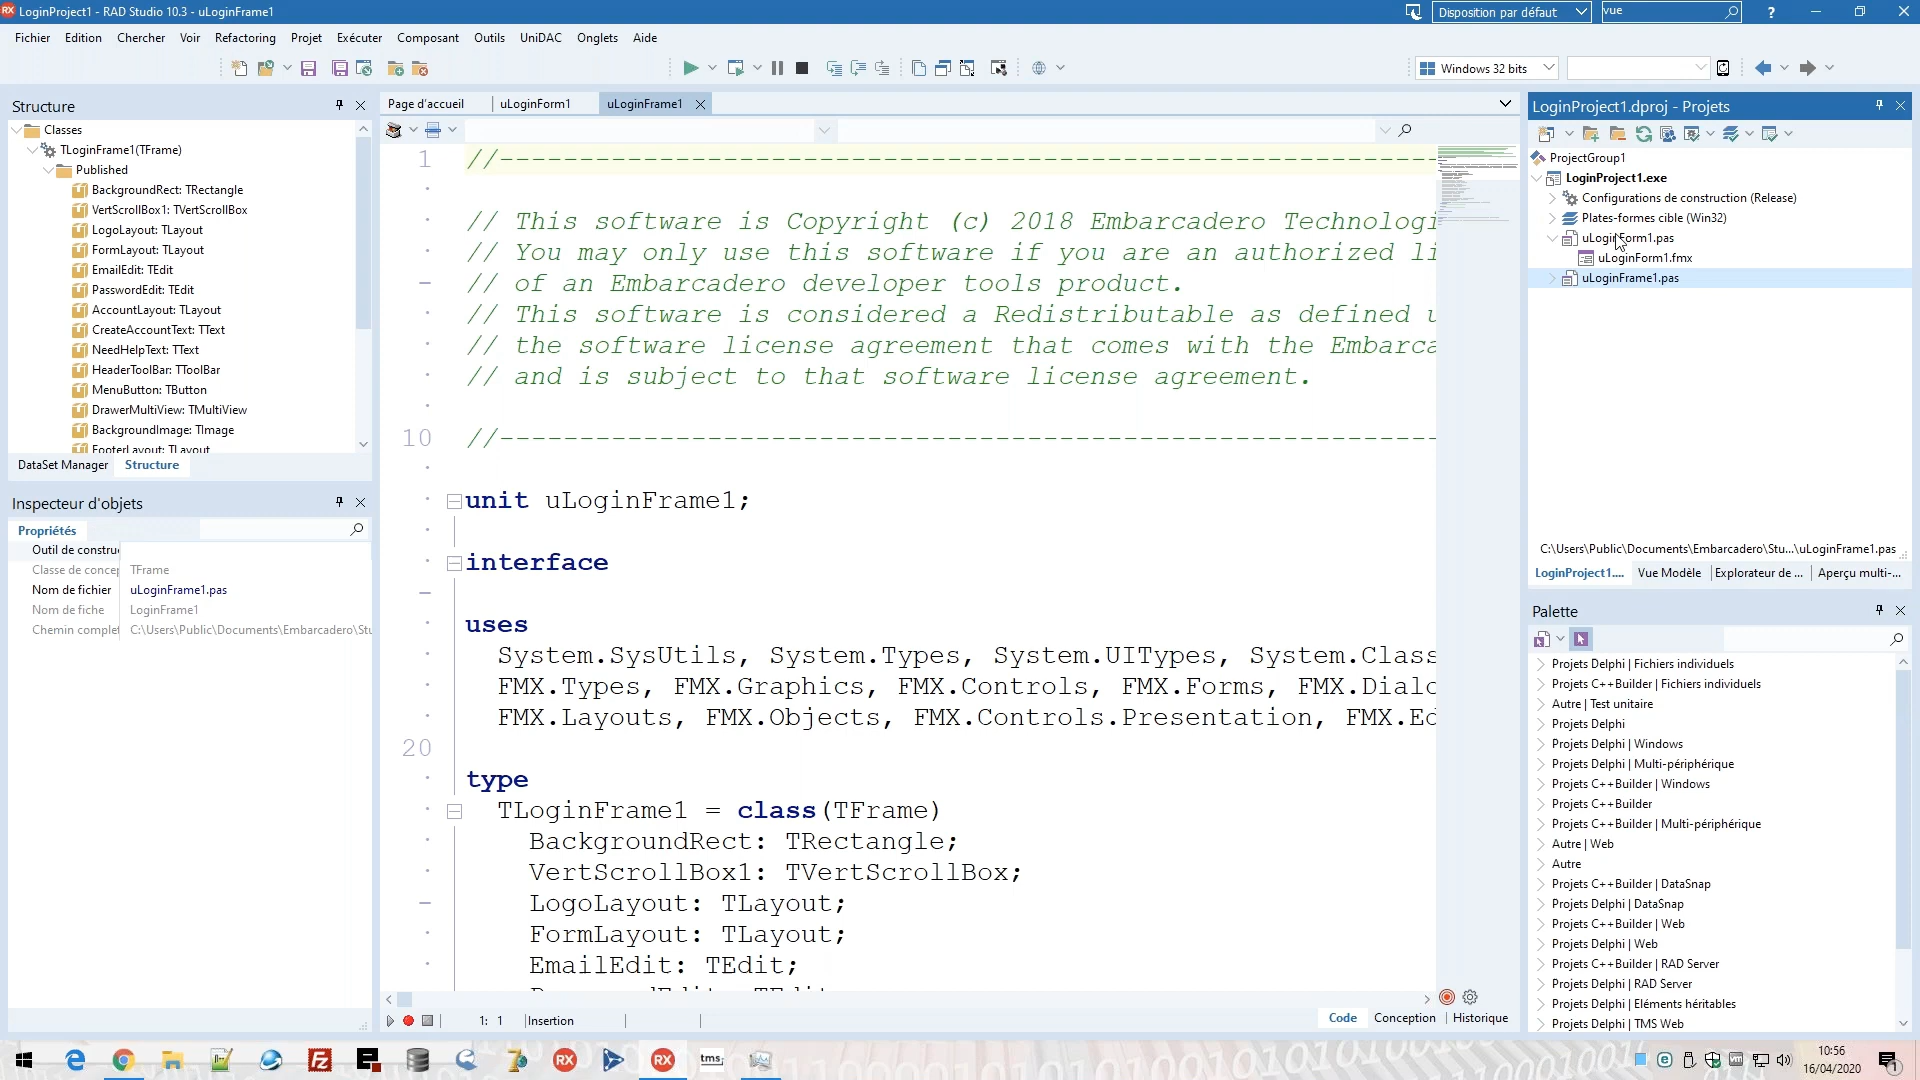 LoginProject1 - RAD Studio 10.3 - uLoginFrame1
Disposition par défaut
vue
?
Fichier Edition Chercher Voir Refactoring Projet Exécuter Composant Outils UniDAC Onglets Aide
Windows 32 bits
Structure
Classes
TLoginFrame1(TFrame)
Published
BackgroundRect: TRectangle
VertScrollBox1: TVertScrollBox
LogoLayout: TLayout
FormLayout: TLayout
EmailEdit: TEdit
PasswordEdit: TEdit
AccountLayout: TLayout
CreateAccountText: TText
NeedHelpText: TText
HeaderToolBar: TToolBar
MenuButton: TButton
DrawerMultiView: TMultiView
BackgroundImage: TImage
FooterLayout: TLayout
DataSet Manager Structure
Inspecteur d'objets
Propriétés
Outil de constru
Classe de concep TFrame
Nom de fichier uLoginFrame1.pas
Nom de fiche LoginFrame1
Chemin complet C:\Users\Public\Documents\Embarcadero\Stu
Page d'accueil uLoginForm1 uLoginFrame1
1 //------------------------------------------------------------
// This software is Copyright (c) 2018 Embarcadero Technologi
// You may only use this software if you are an authorized li
// of an Embarcadero developer tools product.
// This software is considered a Redistributable as defined u
// the software license agreement that comes with the Embarca
// and is subject to that software license agreement.
10 //------------------------------------------------------------
unit uLoginFrame1;
interface
uses
System.SysUtils, System.Types, System.UITypes, System.Class
FMX.Types, FMX.Graphics, FMX.Controls, FMX.Forms, FMX.Dialo
FMX.Layouts, FMX.Objects, FMX.Controls.Presentation, FMX.Ed
20
type
TLoginFrame1 = class(TFrame)
BackgroundRect: TRectangle;
VertScrollBox1: TVertScrollBox;
LogoLayout: TLayout;
FormLayout: TLayout;
EmailEdit: TEdit;
1: 1 Insertion
Code Conception Historique
LoginProject1.dproj - Projets
ProjectGroup1
LoginProject1.exe
Configurations de construction (Release)
Plates-formes cible (Win32)
uLoginForm1.pas
uLoginForm1.fmx
uLoginFrame1.pas
C:\Users\Public\Documents\Embarcadero\Stu...\uLoginFrame1.pas
LoginProject1.... Vue Modèle Explorateur de ... Aperçu multi-...
Palette
Projets Delphi | Fichiers individuels
Projets C++Builder | Fichiers individuels
Autre | Test unitaire
Projets Delphi
Projets Delphi | Windows
Projets Delphi | Multi-périphérique
Projets C++Builder | Windows
Projets C++Builder
Projets C++Builder | Multi-périphérique
Autre | Web
Autre
Projets C++Builder | DataSnap
Projets Delphi | DataSnap
Projets C++Builder | Web
Projets Delphi | Web
Projets C++Builder | RAD Server
Projets Delphi | RAD Server
Projets Delphi | Eléments héritables
Projets Delphi | TMS Web
RX
RX
tms
10:56
16/04/2020
1